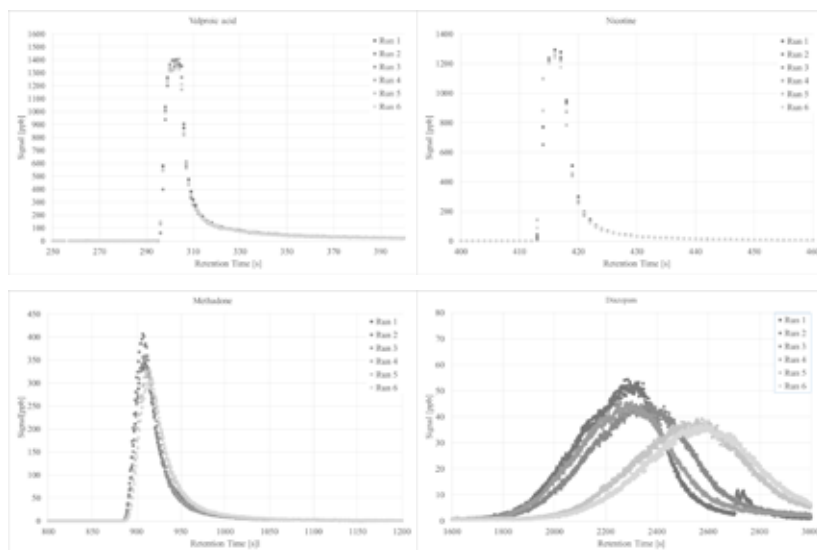 Valproic acid
1600
1500
1400
1300
1200
1100
1000
900
800
700
600
500
400
300
200
100
0
Signal [ppb]
250 270 290 310 330 350 370 390
Retention Time [s]
Run 1
Run 2
Run 3
Run 4
Run 5
Run 6
Nicotine
1400
1200
1000
800
600
400
200
0
Signal [ppb]
400 410 420 430 440 450 460
Retention Time [s]
Run 1
Run 2
Run 3
Run 4
Run 5
Run 6
Methadone
450
400
350
300
250
200
150
100
50
0
Signal[ppb]
800 850 900 950 1000 1050 1100 1150 1200
Retention Time [s]
Run 1
Run 2
Run 3
Run 4
Run 5
Run 6
80
70
60
50
40
30
20
10
0
Signal [ppb]
1600 1800 2000 2200 2400 2600 2800 3000
Retention Time [s]
Run 1
Run 2
Run 3
Run 4
Run 5
Run 6